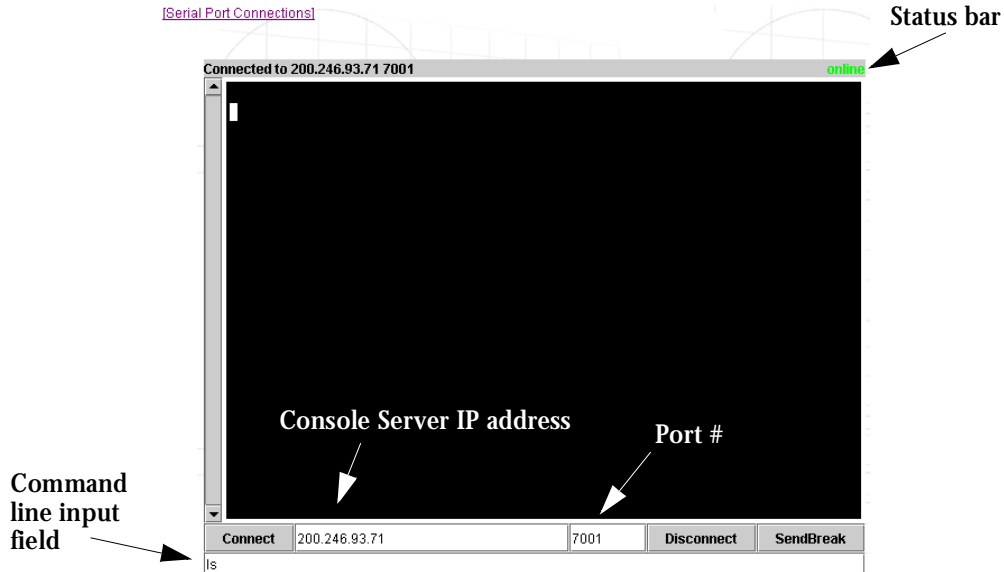 [Serial Port Connections]
Status bar
Connected to 200.246.93.71 7001 online
Console Server IP address
Port #
Command
line input
field
Connect 200.246.93.71 7001 Disconnect SendBreak
ls